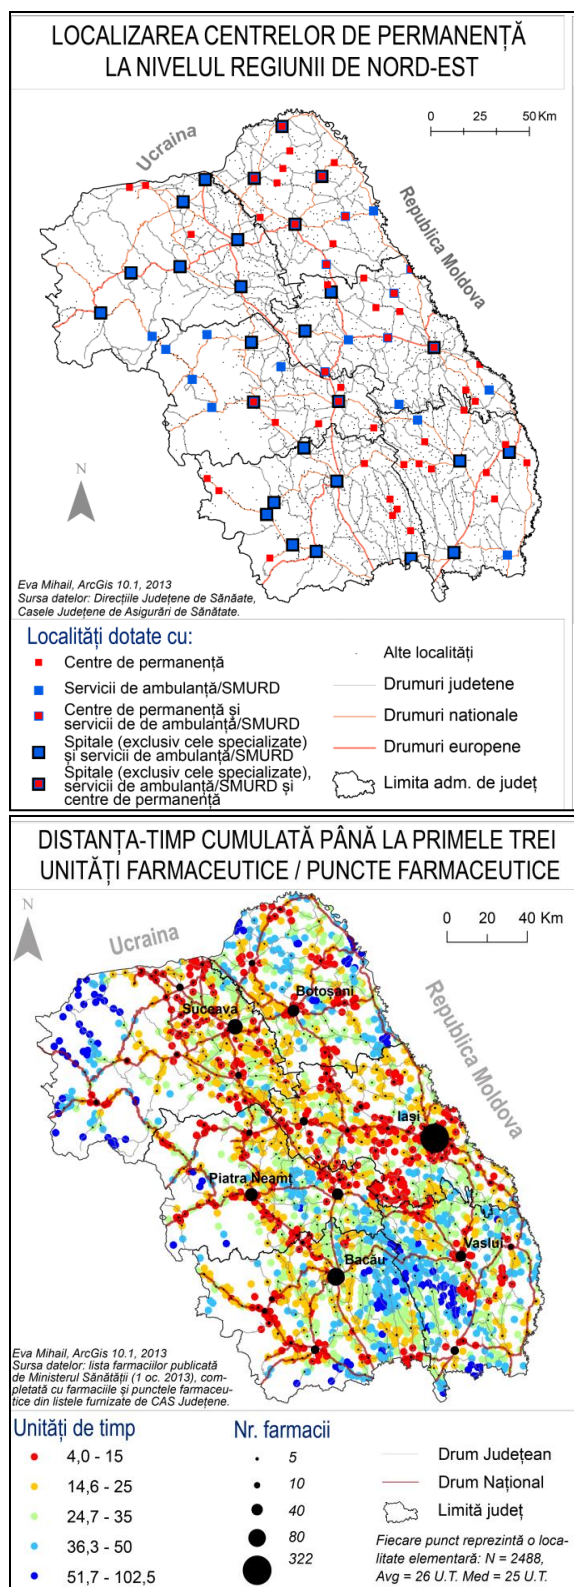 LOCALIZAREA CENTRELOR DE PERMANENȚĂ
LA NIVELUL REGIUNII DE NORD-EST
0 25 50 Km
Ucraina
Republica Moldova
N
Eva Mihail, ArcGis 10.1, 2013
Sursa datelor: Direcțiile Județene de Sănăate,
Casele Județene de Asigurări de Sănătate.
Localități dotate cu:
Centre de permanență
Servicii de ambulanță/SMURD
Centre de permanență și
servicii de de ambulanță/SMURD
Spitale (exclusiv cele specializate)
și servicii de ambulanță/SMURD
Spitale (exclusiv cele specializate),
servicii de ambulanță/SMURD și
centre de permanență
Alte localități
Drumuri judetene
Drumuri nationale
Drumuri europene
Limita adm. de județ
DISTANȚA-TIMP CUMULATĂ PÂNĂ LA PRIMELE TREI
UNITĂȚI FARMACEUTICE / PUNCTE FARMACEUTICE
N
0 20 40 Km
Ucraina
Republica Moldova
Botoșani
Suceava
Iași
Piatra Neamț
Vaslui
Bacău
Eva Mihail, ArcGis 10.1, 2013
Sursa datelor: lista farmaciilor publicată
de Ministerul Sănătății (1 oc. 2013), com-
pletată cu farmaciile și punctele farmaceu-
tice din listele furnizate de CAS Județene.
Unități de timp
4,0 - 15
14,6 - 25
24,7 - 35
36,3 - 50
51,7 - 102,5
Nr. farmacii
5
10
40
80
322
Drum Județean
Drum Național
Limită județ
Fiecare punct reprezintă o loca-
litate elementară: N = 2488,
Avg = 26 U.T. Med = 25 U.T.